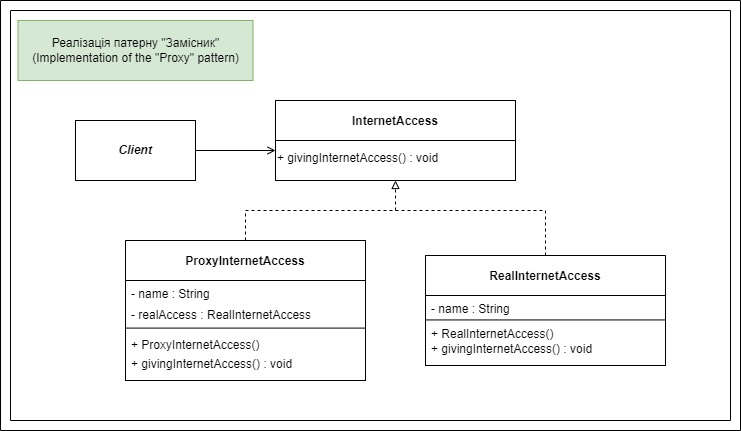 Реалізація патерну "Замісник"
(Implementation of the "Proxy" pattern)
InternetAccess
+ givingInternetAccess() : void
Client
ProxyInternetAccess
- name : String
- realAccess : RealInternetAccess
+ ProxyInternetAccess()
+ givingInternetAccess() : void
RealInternetAccess
- name : String
+ RealInternetAccess()
+ givingInternetAccess() : void